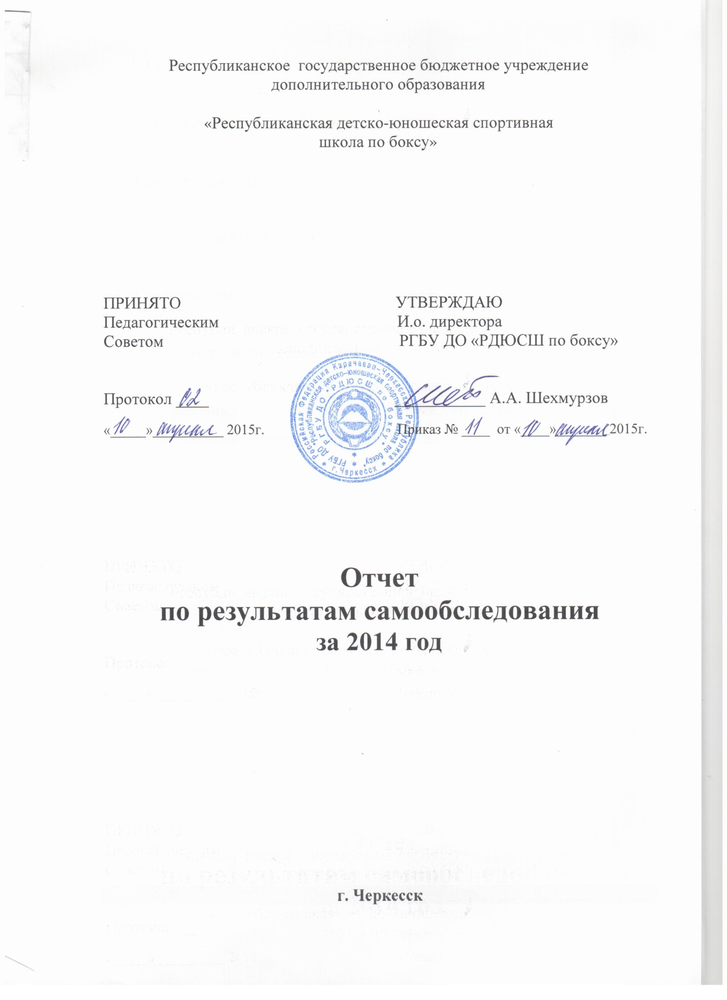 Республиканское государственное бюджетное учреждение
дополнительного образования
«Республиканская детско-юношеская спортивная
школа по боксу»
ПРИНЯТО
Педагогическим
Советом
Протокол 02
«10» апреля 2015г.
УТВЕРЖДАЮ
И.о. директора
РГБУ ДО «РДЮСШ по боксу»
А.А. Шехмурзов
Приказ № 11 от «10» апреля 2015г.
Российская Федерация Карачаево-Черкесская Республика
* г.Черкесск *
РГБУ ДО "Республиканская детско-юношеская спортивная школа по боксу"
РГБУ ДО "РДЮСШ по боксу"
Отчет
по результатам самообследования
за 2014 год
г. Черкесск